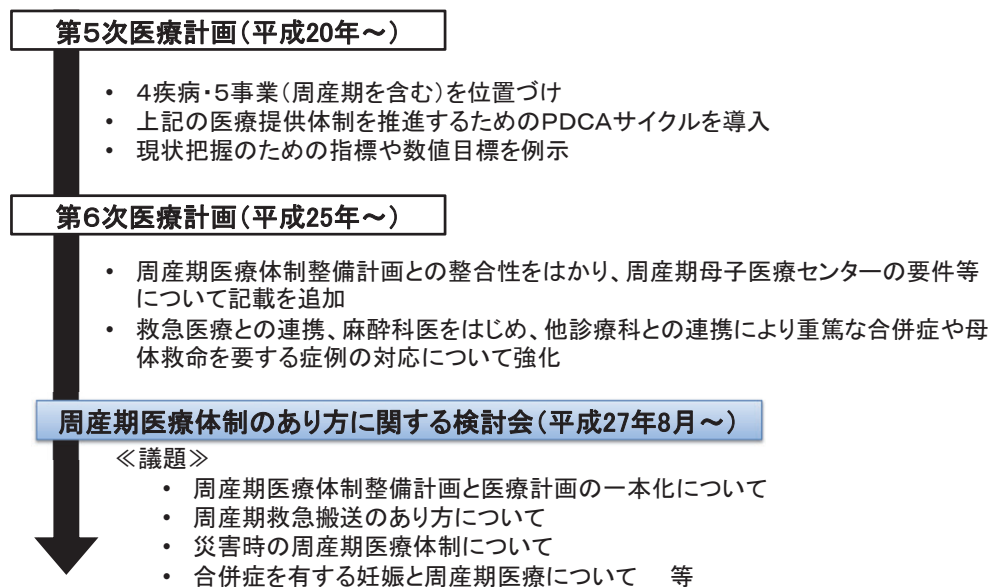 第5次医療計画(平成20年~)
• 4疾病・5事業(周産期を含む)を位置づけ
• 上記の医療提供体制を推進するためのPDCAサイクルを導入
• 現状把握のための指標や数値目標を例示
第6次医療計画(平成25年~)
• 周産期医療体制整備計画との整合性をはかり、周産期母子医療センターの要件等
について記載を追加
• 救急医療との連携、麻酔科医をはじめ、他診療科との連携により重篤な合併症や母
体救命を要する症例の対応について強化
周産期医療体制のあり方に関する検討会(平成27年8月~)
≪議題≫
• 周産期医療体制整備計画と医療計画の一本化について
• 周産期救急搬送のあり方について
• 災害時の周産期医療体制について
• 合併症を有する妊娠と周産期医療について 等